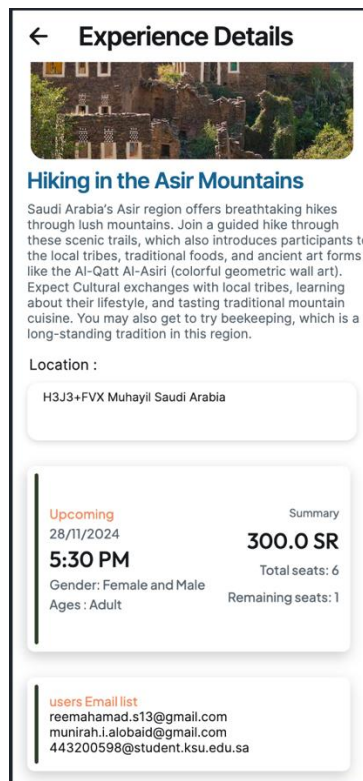 ← Experience Details
Hiking in the Asir Mountains
Saudi Arabia's Asir region offers breathtaking hikes
through lush mountains. Join a guided hike through
these scenic trails, which also introduces participants to
the local tribes, traditional foods, and ancient art forms
like the Al-Qatt Al-Asiri (colorful geometric wall art).
Expect Cultural exchanges with local tribes, learning
about their lifestyle, and tasting traditional mountain
cuisine. You may also get to try beekeeping, which is a
long-standing tradition in this region.
Location :
H3J3+FVX Muhayil Saudi Arabia
Upcoming
28/11/2024
5:30 PM
Gender: Female and Male
Ages : Adult
Summary
300.0 SR
Total seats: 6
Remaining seats: 1
users Email list
reemahamad.s13@gmail.com
munirah.i.alobaid@gmail.com
443200598@student.ksu.edu.sa